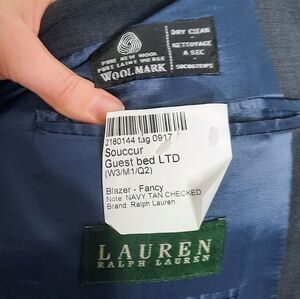 PURE NEW WOOL
PURE LAINE VIERGE
WOOLMARK
DRY CLEAN
NETTOYAGE
A SEC
2180144 tug 0917
Souccur
Guest bed LTD
(W3/M1/Q2)
Blazer - Fancy
Note: NAVY TAN CHECKED
Brand Ralph Lauren
LAUREN
RALPH LAUREN